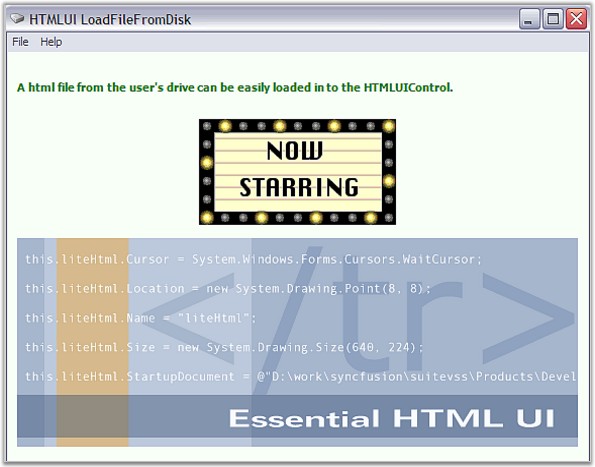 HTMLUI LoadFileFromDisk
File Help
A html file from the user's drive can be easily loaded in to the HTMLUIControl.
NOW
STARRING
this.liteHtml.Cursor = System.Windows.Forms.Cursors.WaitCursor;
this.liteHtml.Location = new System.Drawing.Point(8, 8);
</tr>
this.liteHtml.Name = "liteHtml";
this.liteHtml.Size = new System.Drawing.Size(640, 224);
this.liteHtml.StartupDocument = @"D:\work\syncfusion\suitevss\Products\Devel
Essential HTML UI